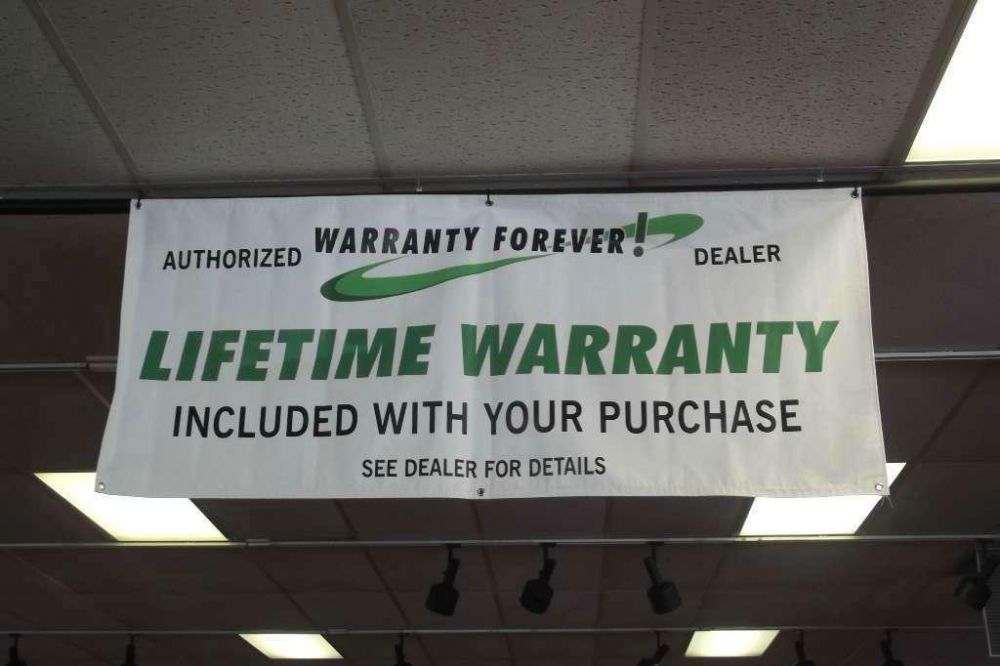 AUTHORIZED WARRANTY FOREVER! DEALER
LIFETIME WARRANTY
INCLUDED WITH YOUR PURCHASE
SEE DEALER FOR DETAILS